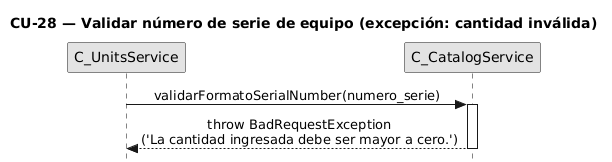 CU-28 — Validar número de serie de equipo (excepción: cantidad inválida)
C_UnitsService
C_CatalogService
validarFormatoSerialNumber(numero_serie)
throw BadRequestException
('La cantidad ingresada debe ser mayor a cero.')